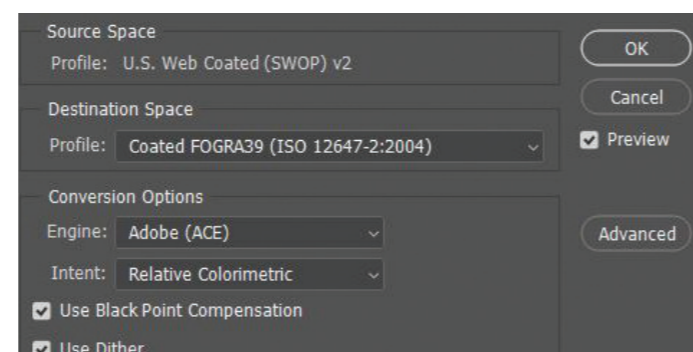 Source Space
Profile: U.S. Web Coated (SWOP) v2
OK
Cancel
Destination Space
Preview
Profile: Coated FOGRA39 (ISO 12647-2:2004)
Conversion Options
Engine: Adobe (ACE)
Advanced
Intent: Relative Colorimetric
Use Black Point Compensation
Use Dither